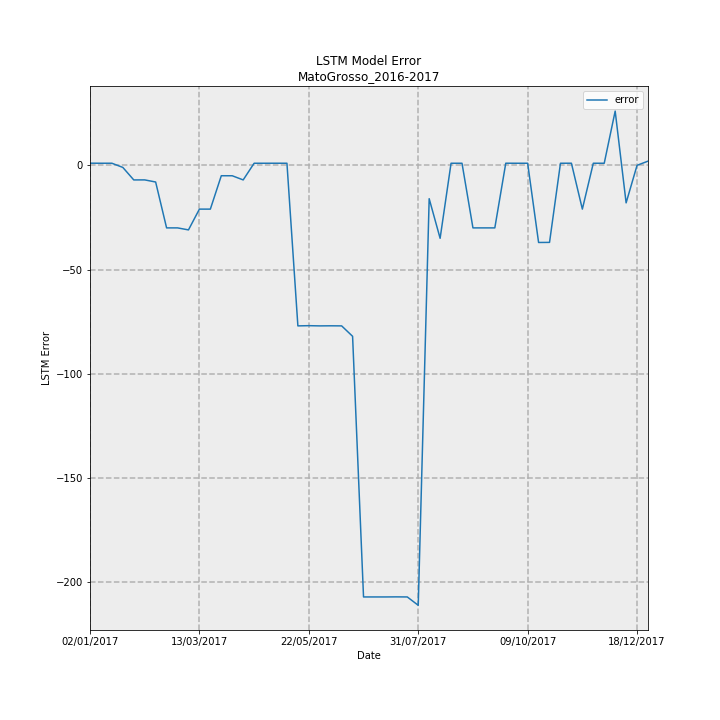 LSTM Model Error
MatoGrosso_2016-2017
error
0
−50
−100
−150
−200
LSTM Error
02/01/2017 13/03/2017 22/05/2017 31/07/2017 09/10/2017 18/12/2017
Date